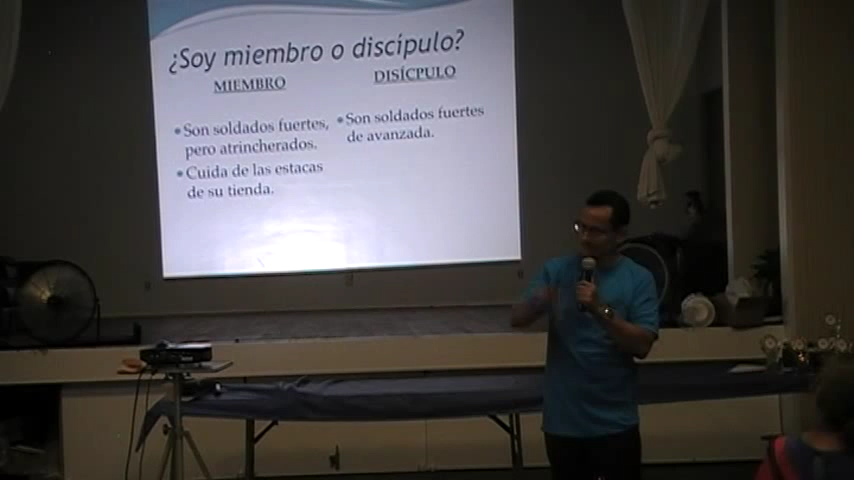 ¿Soy miembro o discípulo?
MIEMBRO
• Son soldados fuertes,
pero atrincherados.
• Cuida de las estacas
de su tienda.
DISÍCPULO
• Son soldados fuertes
de avanzada.